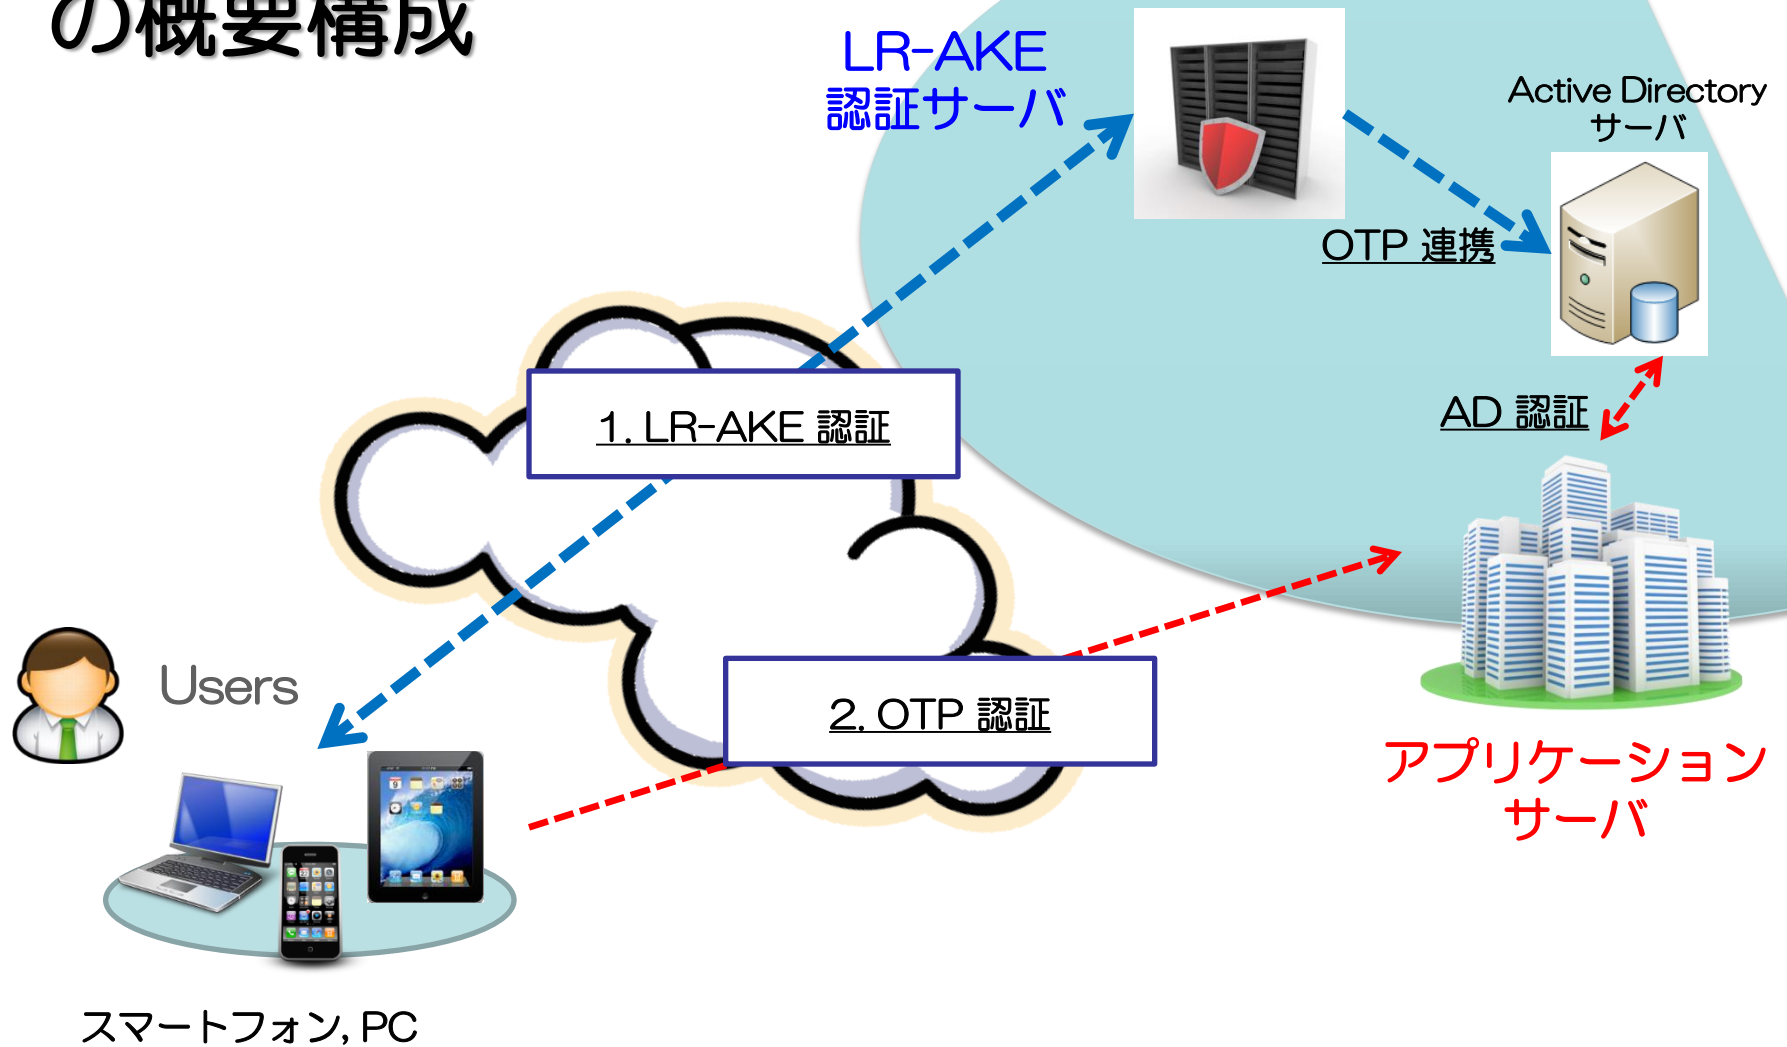 の概要構成
LR-AKE
認証サーバ
Active Directory
サーバ
OTP 連携
1. LR-AKE 認証
AD 認証
Users
2. OTP 認証
アプリケーション
サーバ
スマートフォン, PC